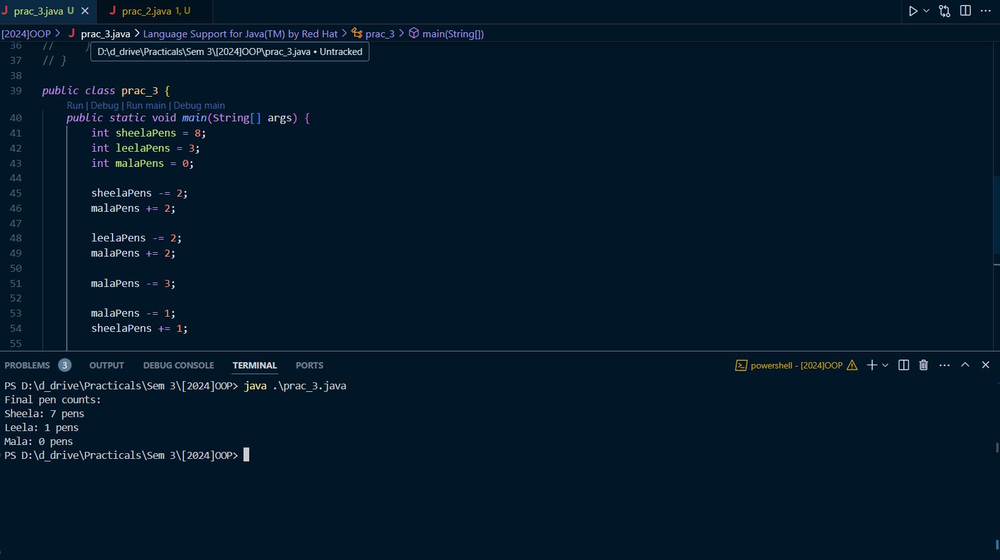 prac_3.java U prac_2.java 1, U
[2024]OOP > prac_3.java > Language Support for Java(TM) by Red Hat > prac_3 > main(String[])
36 // }
D:\d_drive\Practicals\Sem 3\[2024]OOP\prac_3.java • Untracked
37 // }
38
39 public class prac_3 {
Run | Debug | Run main | Debug main
40 public static void main(String[] args) {
41 int sheelaPens = 8;
42 int leelaPens = 3;
43 int malaPens = 0;
44
45 sheelaPens -= 2;
46 malaPens += 2;
47
48 leelaPens -= 2;
49 malaPens += 2;
50
51 malaPens -= 3;
52
53 malaPens -= 1;
54 sheelaPens += 1;
55
PROBLEMS 3 OUTPUT DEBUG CONSOLE TERMINAL PORTS powershell - [2024]OOP
PS D:\d_drive\Practicals\Sem 3\[2024]OOP> java .\prac_3.java
Final pen counts:
Sheela: 7 pens
Leela: 1 pens
Mala: 0 pens
PS D:\d_drive\Practicals\Sem 3\[2024]OOP>